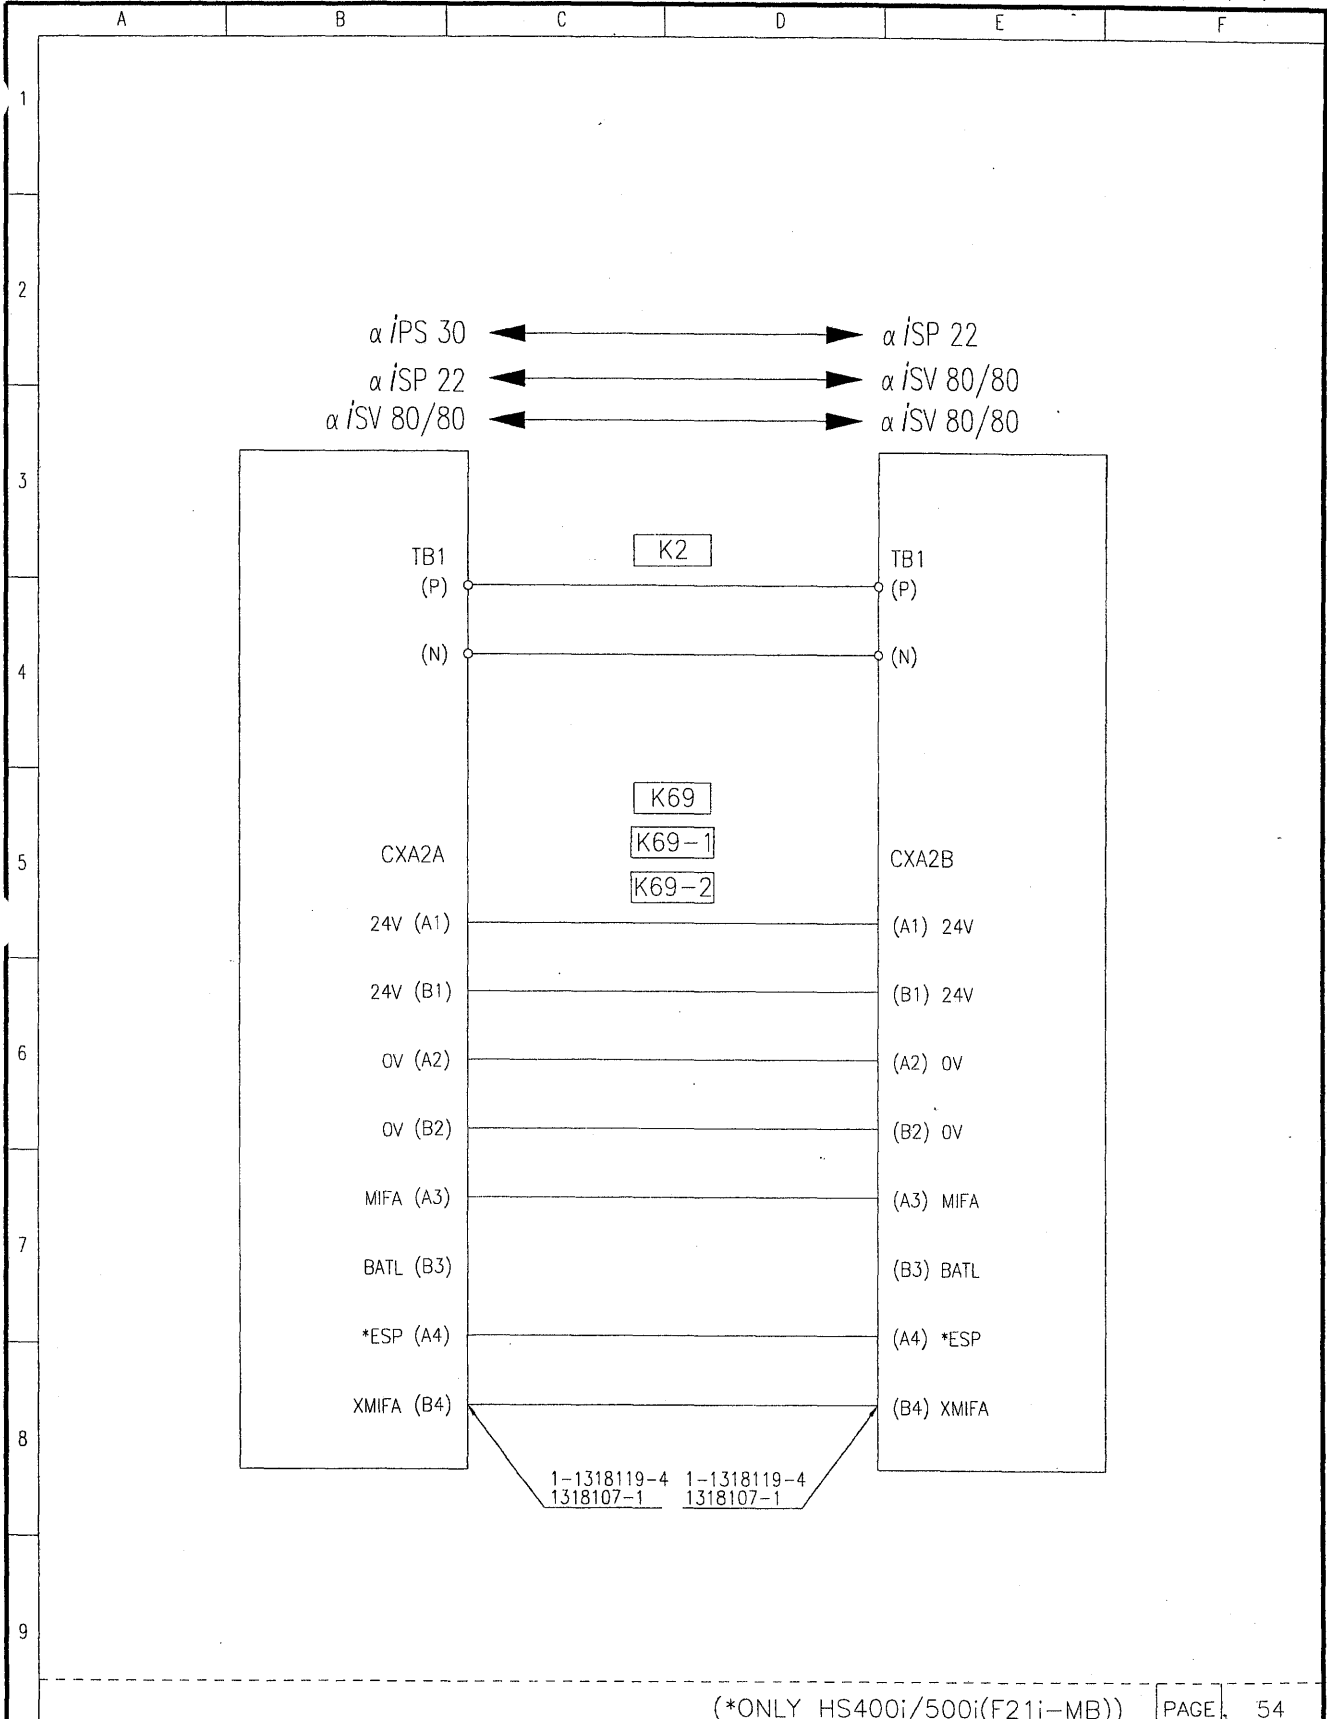 A B C D E F
1
2
α iPS 30 α iSP 22
α iSP 22 α iSV 80/80
α iSV 80/80 α iSV 80/80
3
K2
TB1 TB1
(P) (P)
(N) (N)
4
K69
K69-1
CXA2A CXA2B
5
K69-2
24V (A1) (A1) 24V
24V (B1) (B1) 24V
6
0V (A2) (A2) 0V
0V (B2) (B2) 0V
MIFA (A3) (A3) MIFA
7
BATL (B3) (B3) BATL
*ESP (A4) (A4) *ESP
XMIFA (B4) (B4) XMIFA
8
1-1318119-4 1-1318119-4
1318107-1 1318107-1
9
(*ONLY HS400i/500i(F21i-MB)) PAGE. 54